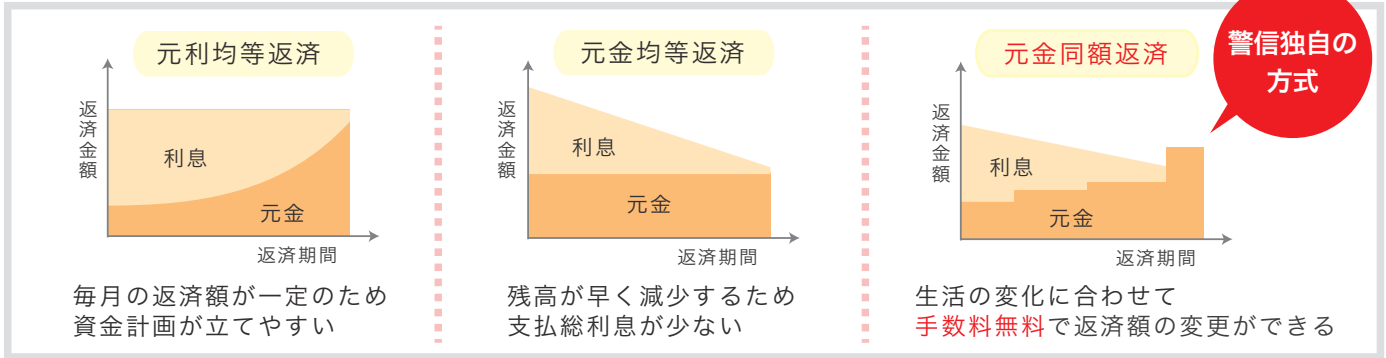 元利均等返済
返済金額
利息
元金
返済期間
毎月の返済額が一定のため
資金計画が立てやすい
元金均等返済
返済金額
利息
元金
返済期間
残高が早く減少するため
支払総利息が少ない
元金同額返済
警信独自の
方式
返済金額
利息
元金
返済期間
生活の変化に合わせて
手数料無料で返済額の変更ができる